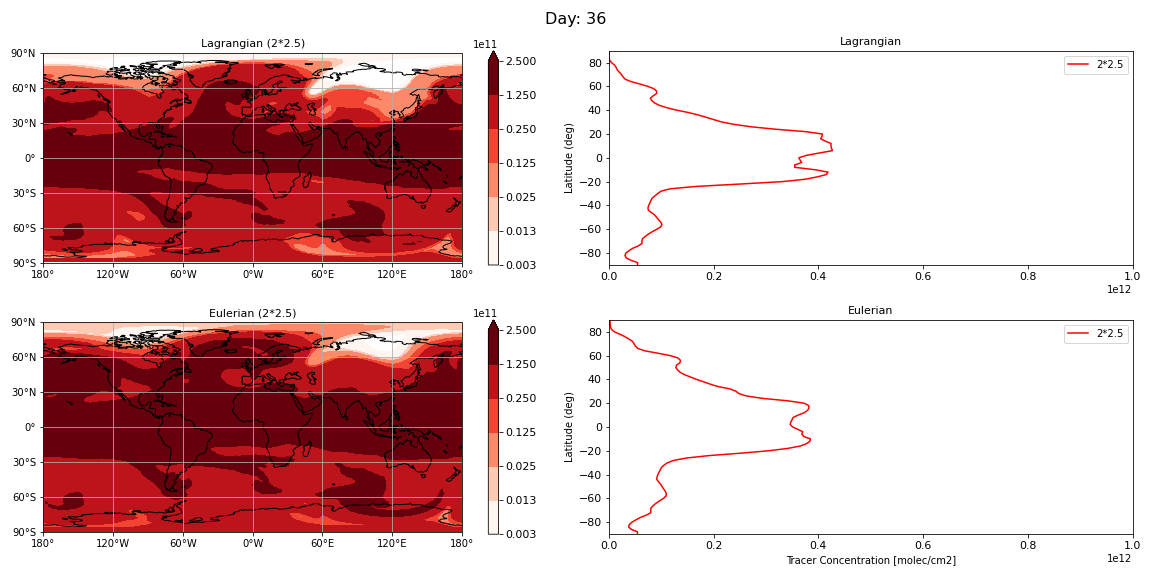 Day: 36
Lagrangian (2*2.5)
1e11
90°N
60°N
30°N
0°
30°S
60°S
90°S
180°
120°W
60°W
0°W
60°E
120°E
180°
2.500
1.250
0.250
0.125
0.025
0.013
0.003
Lagrangian
2*2.5
Latitude (deg)
80
60
40
20
0
−20
−40
−60
−80
0.0
0.2
0.4
0.6
0.8
1.0
1e12
Eulerian (2*2.5)
1e11
90°N
60°N
30°N
0°
30°S
60°S
90°S
180°
120°W
60°W
0°W
60°E
120°E
180°
2.500
1.250
0.250
0.125
0.025
0.013
0.003
Eulerian
2*2.5
Latitude (deg)
80
60
40
20
0
−20
−40
−60
−80
0.0
0.2
0.4
0.6
0.8
1.0
Tracer Concentration [molec/cm2]
1e12